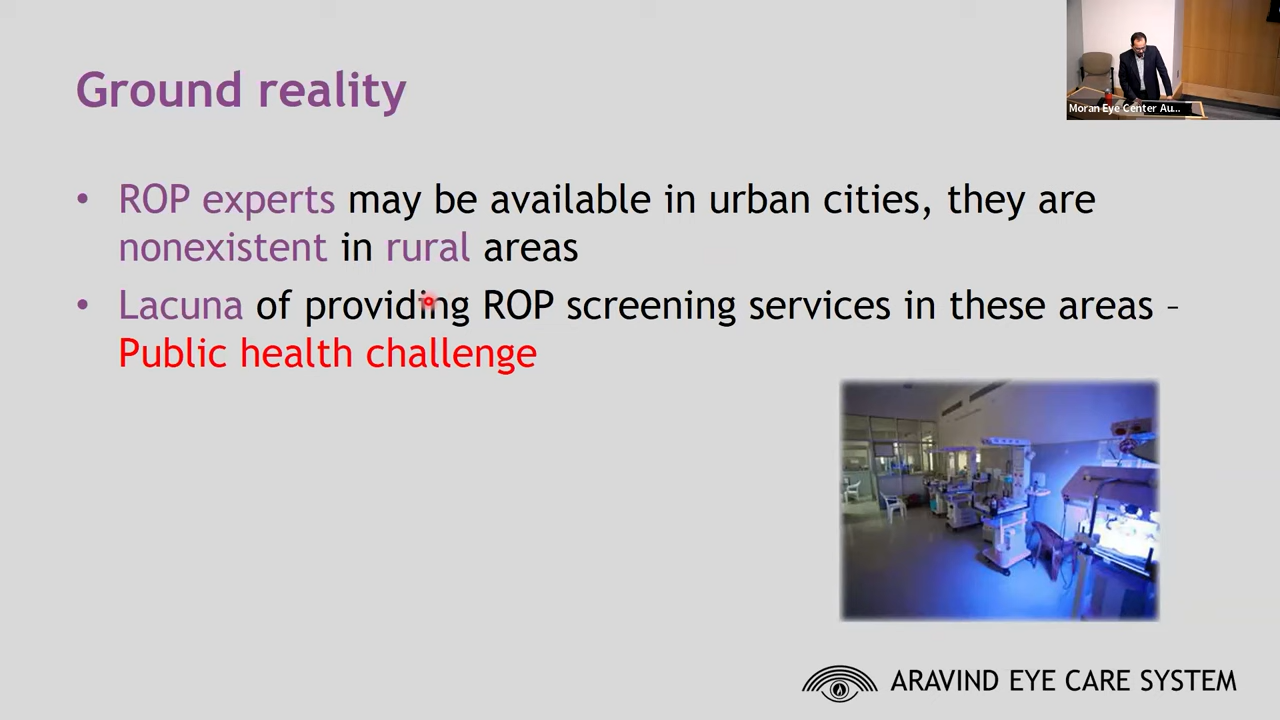 Ground reality
Moran Eye Center Au...
• ROP experts may be available in urban cities, they are
nonexistent in rural areas
• Lacuna of providing ROP screening services in these areas –
Public health challenge
ARAVIND EYE CARE SYSTEM